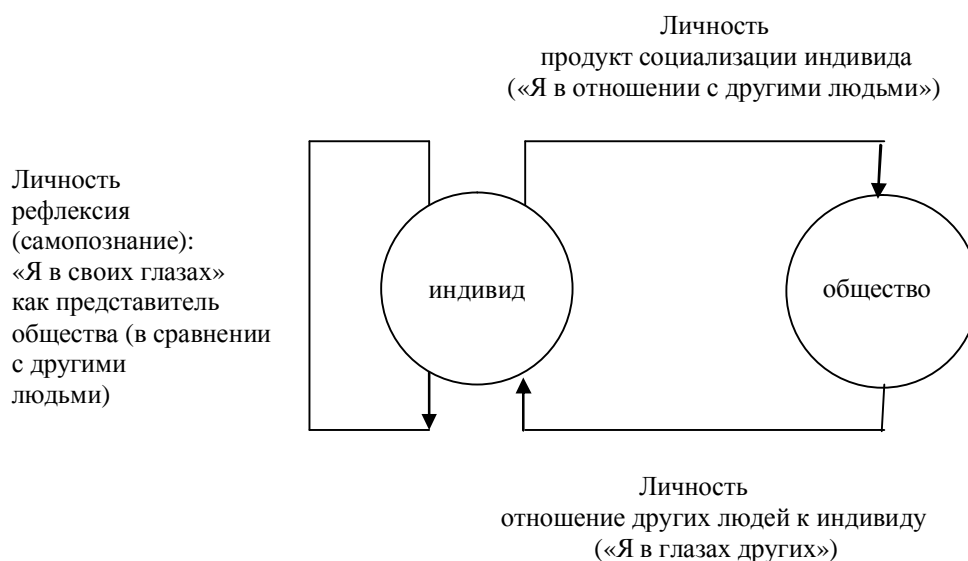 Личность
продукт социализации индивида
(«Я в отношении с другими людьми»)
Личность
рефлексия
(самопознание):
«Я в своих глазах»
как представитель
общества (в сравнении
с другими
людьми)
индивид
общество
Личность
отношение других людей к индивиду
(«Я в глазах других»)